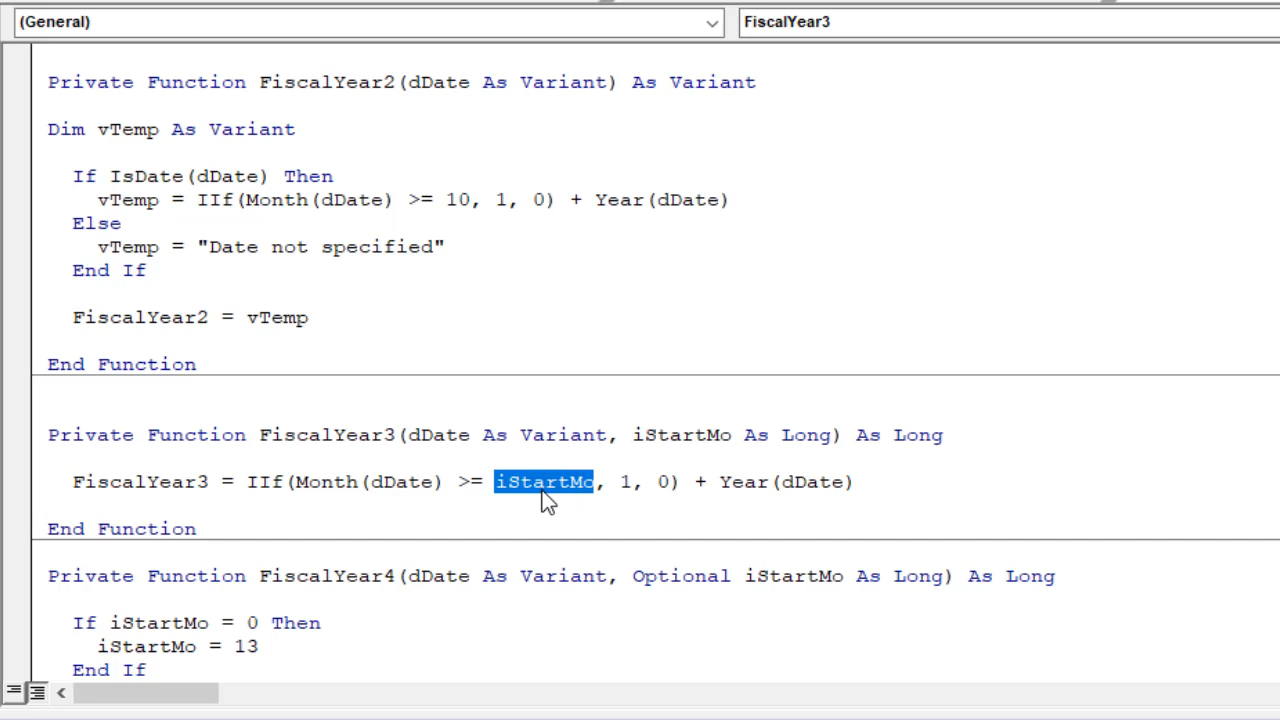 (General)
FiscalYear3
Private Function FiscalYear2(dDate As Variant) As Variant
Dim vTemp As Variant
If IsDate(dDate) Then
vTemp = IIf(Month(dDate) >= 10, 1, 0) + Year(dDate)
Else
vTemp = "Date not specified"
End If
FiscalYear2 = vTemp
End Function
Private Function FiscalYear3(dDate As Variant, iStartMo As Long) As Long
FiscalYear3 = IIf(Month(dDate) >= iStartMo, 1, 0) + Year(dDate)
End Function
Private Function FiscalYear4(dDate As Variant, Optional iStartMo As Long) As Long
If iStartMo = 0 Then
iStartMo = 13
End If